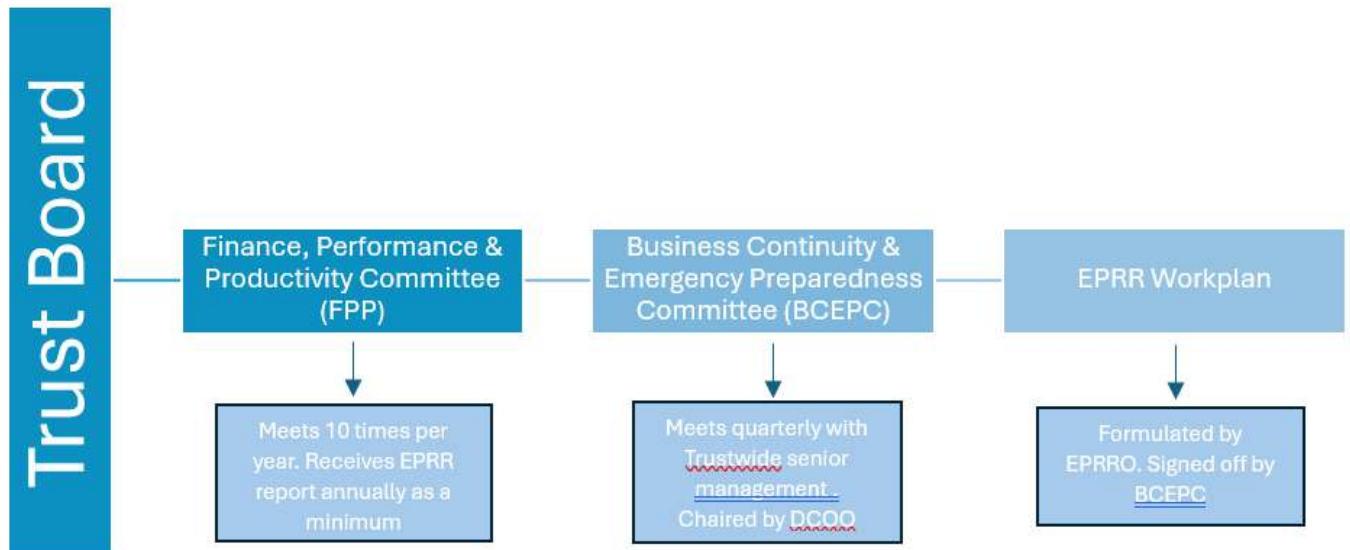 Trust Board
Finance, Performance &
Productivity Committee
(FPP)
Business Continuity &
Emergency Preparedness
Committee (BCEPC)
EPRR Workplan
Meets 10 times per
year. Receives EPRR
report annually as a
minimum
Meets quarterly with
Trustwide senior
management .
Chaired by DCOO
Formulated by
EPRRO. Signed off by
BCEPC